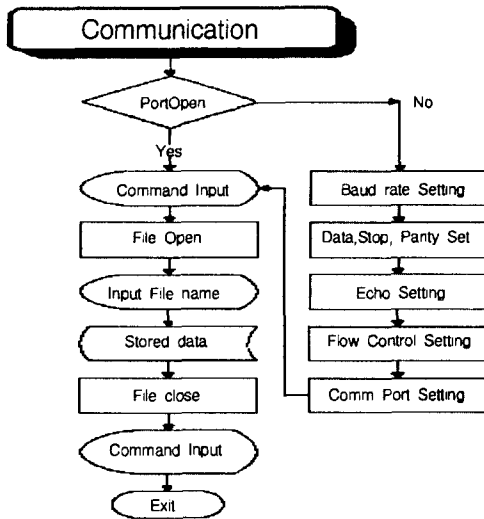 Communication
PortOpen
No
Yes
Command Input
Baud rate Setting
File Open
Data,Stop, Parity Set
Input File name
Echo Setting
Stored data
Flow Control Setting
File close
Comm Port Setting
Command Input
Exit